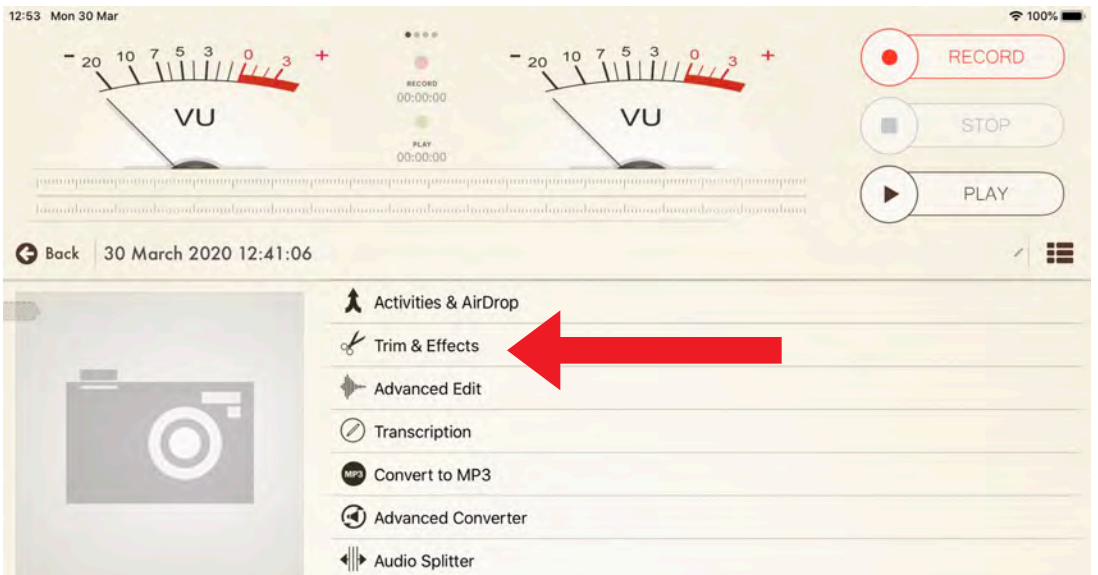 12:53 Mon 30 Mar 100%
- 20 10 7 5 3 0 3 +
VU
RECORD
00:00:00
PLAY
00:00:00
- 20 10 7 5 3 0 3 +
VU
RECORD
STOP
PLAY
Back 30 March 2020 12:41:06
Activities & AirDrop
Trim & Effects
Advanced Edit
Transcription
MP3 Convert to MP3
Advanced Converter
Audio Splitter